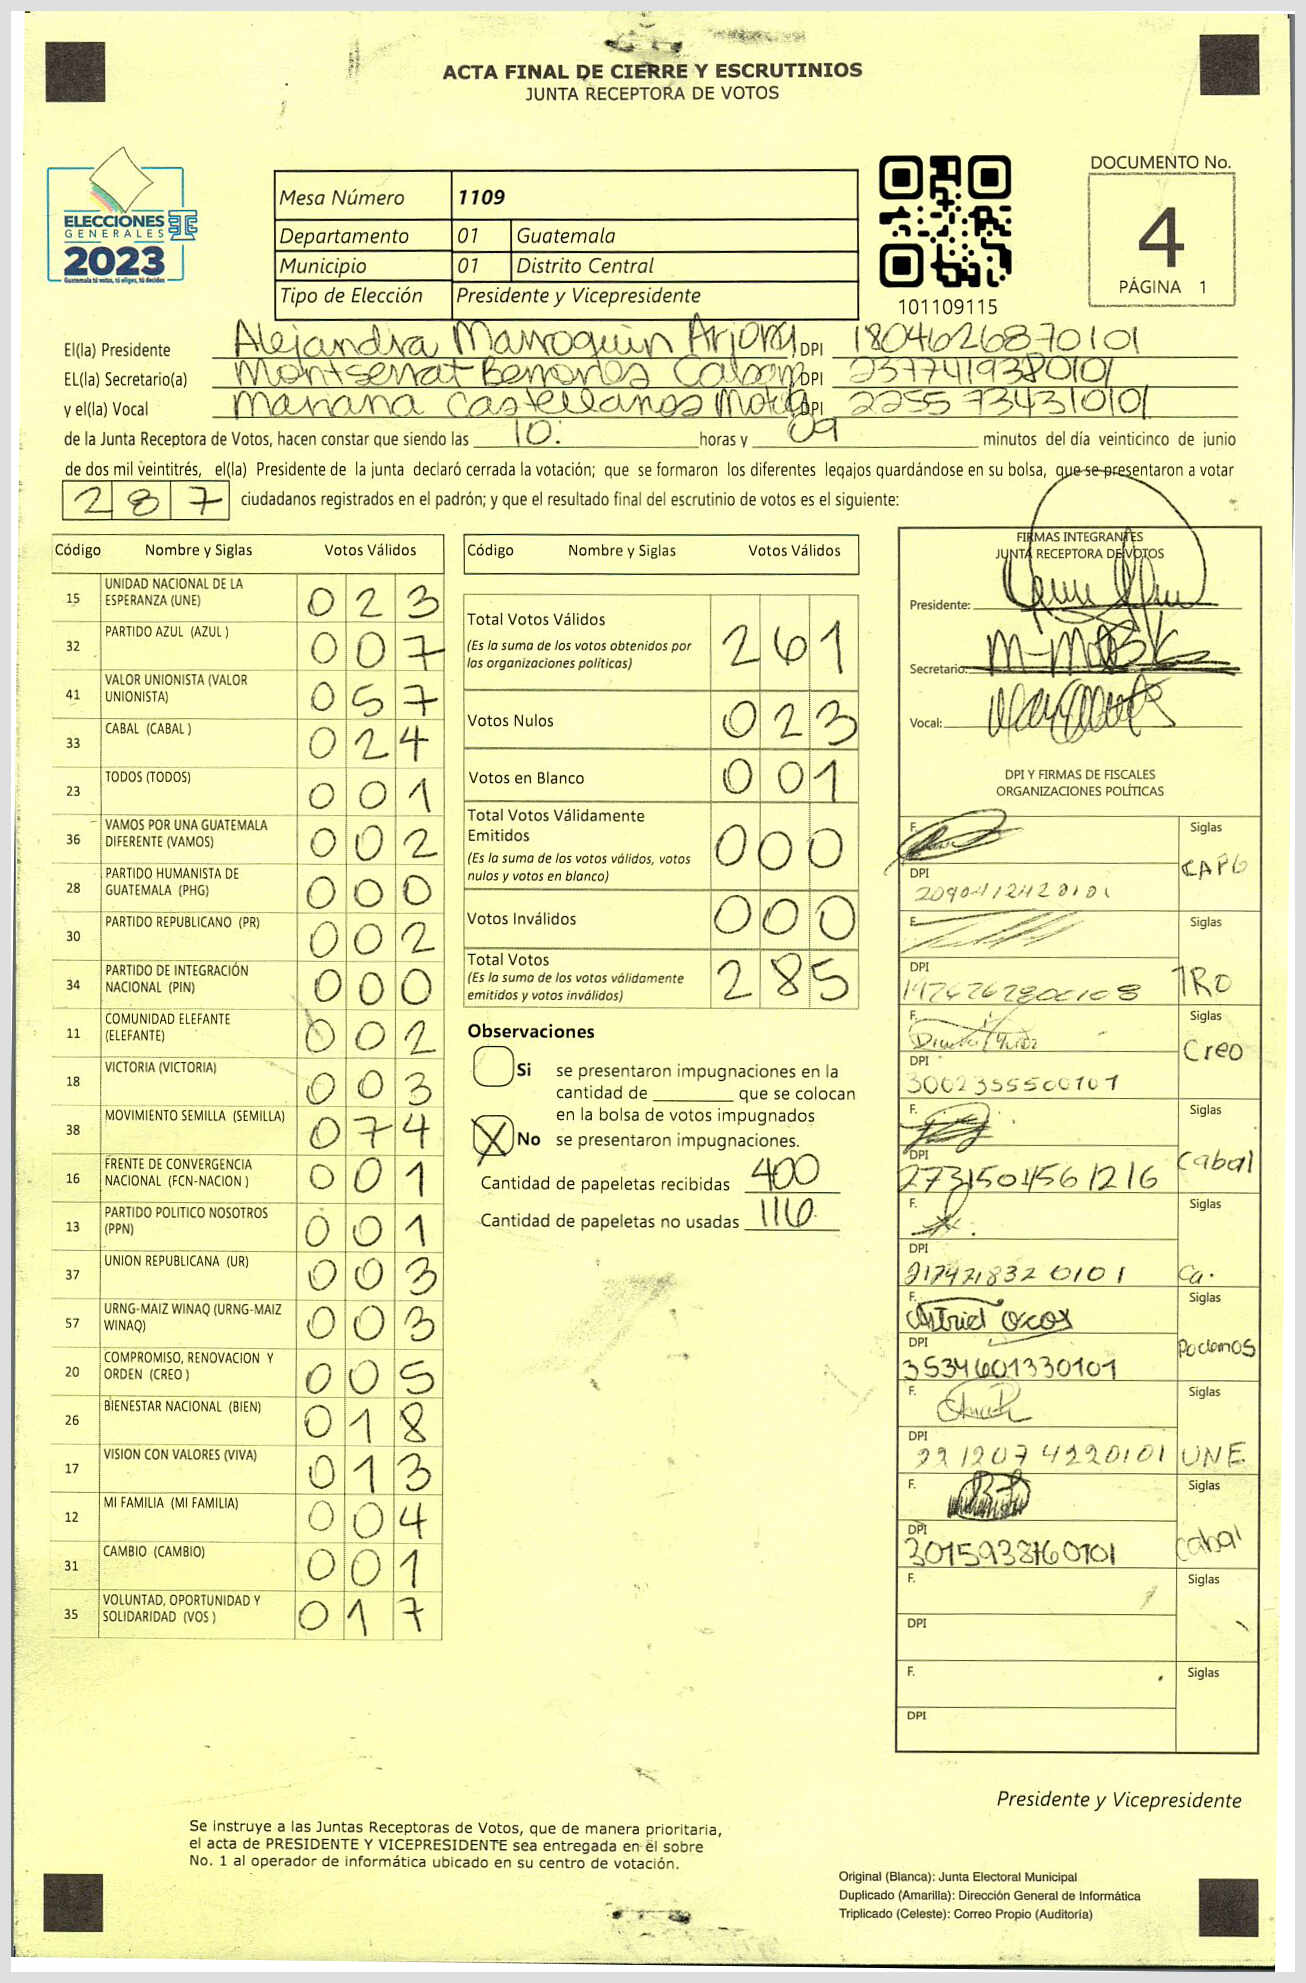 ACTA FINAL DE CIERRE Y ESCRUTINIOS
JUNTA RECEPTORA DE VOTOS
ELECCIONES
GENERALES
2023
Guatemala tú votas, tú eliges, tú decides
Mesa Número 1109
Departamento 01 Guatemala
Municipio 01 Distrito Central
Tipo de Elección Presidente y Vicepresidente
101109115
DOCUMENTO No.
4
PÁGINA 1
El(la) Presidente Alejandra Marroquin Arjona DPI 1804626870101
EL(la) Secretario(a) Montserrat DPI 2377419380101
y el(la) Vocal Mariana Castellanos Mota DPI 2255734310101
de la Junta Receptora de Votos, hacen constar que siendo las 10: horas y 09 minutos del día veinticinco de junio
de dos mil veintitrés, el(la) Presidente de la junta declaró cerrada la votación; que se formaron los diferentes legajos guardándose en su bolsa, que se presentaron a votar
287 ciudadanos registrados en el padrón; y que el resultado final del escrutinio de votos es el siguiente:
Código Nombre y Siglas Votos Válidos
15 UNIDAD NACIONAL DE LA ESPERANZA (UNE) 023
32 PARTIDO AZUL (AZUL ) 007
41 VALOR UNIONISTA (VALOR UNIONISTA) 057
33 CABAL (CABAL ) 024
23 TODOS (TODOS) 001
36 VAMOS POR UNA GUATEMALA DIFERENTE (VAMOS) 002
28 PARTIDO HUMANISTA DE GUATEMALA (PHG) 000
30 PARTIDO REPUBLICANO (PR) 002
34 PARTIDO DE INTEGRACIÓN NACIONAL (PIN) 000
11 COMUNIDAD ELEFANTE (ELEFANTE) 002
18 VICTORIA (VICTORIA) 003
38 MOVIMIENTO SEMILLA (SEMILLA) 074
16 FRENTE DE CONVERGENCIA NACIONAL (FCN-NACION ) 001
13 PARTIDO POLITICO NOSOTROS (PPN) 001
37 UNION REPUBLICANA (UR) 003
57 URNG-MAIZ WINAQ (URNG-MAIZ WINAQ) 003
20 COMPROMISO, RENOVACION Y ORDEN (CREO ) 005
26 BIENESTAR NACIONAL (BIEN) 018
17 VISION CON VALORES (VIVA) 013
12 MI FAMILIA (MI FAMILIA) 004
31 CAMBIO (CAMBIO) 001
35 VOLUNTAD, OPORTUNIDAD Y SOLIDARIDAD (VOS ) 017
Código Nombre y Siglas Votos Válidos
Total Votos Válidos 261
(Es la suma de los votos obtenidos por
las organizaciones políticas)
Votos Nulos 023
Votos en Blanco 001
Total Votos Válidamente
Emitidos 000
(Es la suma de los votos válidos, votos
nulos y votos en blanco)
Votos Inválidos 000
Total Votos 285
(Es la suma de los votos válidamente
emitidos y votos inválidos)
Observaciones
Si se presentaron impugnaciones en la
cantidad de ________ que se colocan
en la bolsa de votos impugnados
X No se presentaron impugnaciones.
Cantidad de papeletas recibidas 400
Cantidad de papeletas no usadas 116
FIRMAS INTEGRANTES
JUNTA RECEPTORA DE VOTOS
Presidente:
Secretario:
Vocal:
DPI Y FIRMAS DE FISCALES
ORGANIZACIONES POLÍTICAS
F. Siglas
DPI
F. Siglas
DPI
F. Siglas Creo
DPI 3002355500101
F. Siglas Cabal
DPI 2731501561216
F. Siglas Ca.
DPI
F. Astrid Oxos Siglas Podemos
DPI 3534601330101
F. Siglas UNE
DPI 2212074220101
F. Siglas Cabal
DPI 3015938760101
F. Siglas
DPI
F. Siglas
DPI
Presidente y Vicepresidente
Se instruye a las Juntas Receptoras de Votos, que de manera prioritaria,
el acta de PRESIDENTE Y VICEPRESIDENTE sea entregada en el sobre
No. 1 al operador de informática ubicado en su centro de votación.
Original (Blanca): Junta Electoral Municipal
Duplicado (Amarilla): Dirección General de Informática
Triplicado (Celeste): Correo Propio (Auditoría)